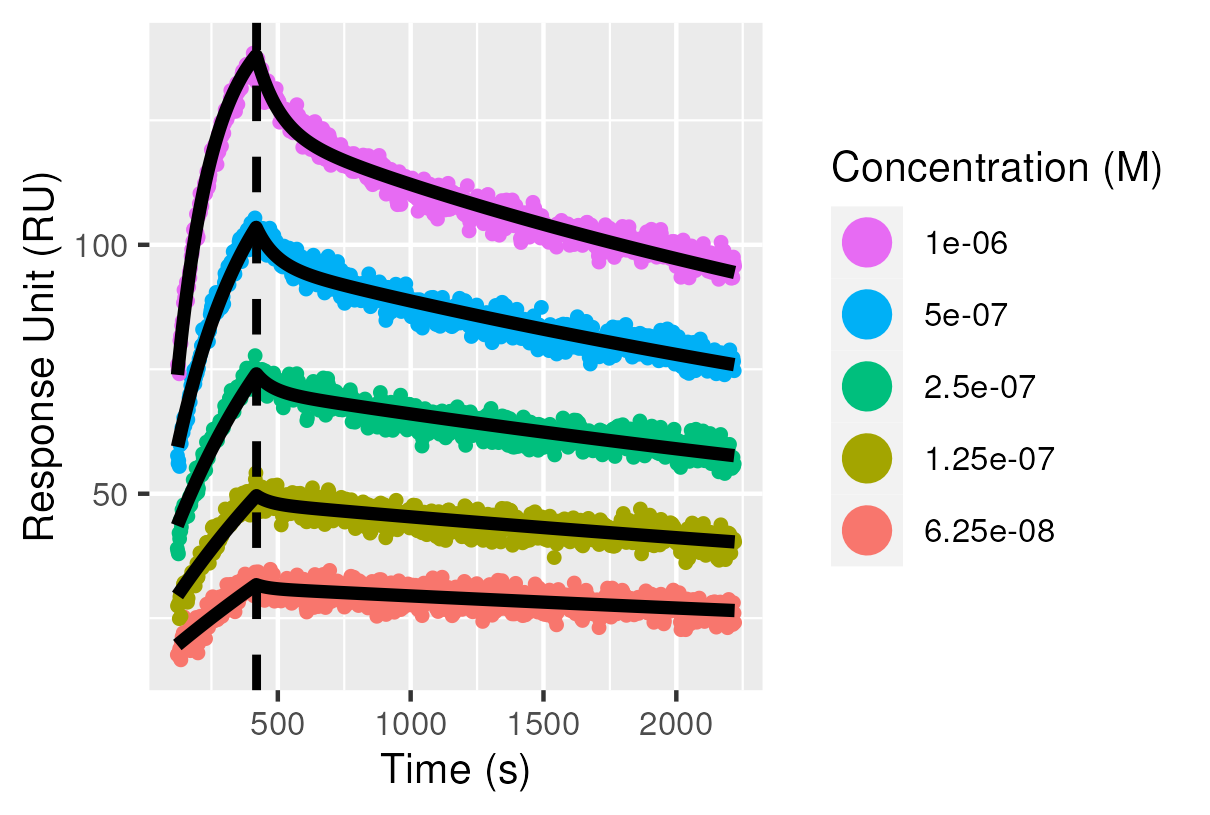 Response Unit (RU)
100
50
500
1000
1500
2000
Time (s)
Concentration (M)
1e-06
5e-07
2.5e-07
1.25e-07
6.25e-08